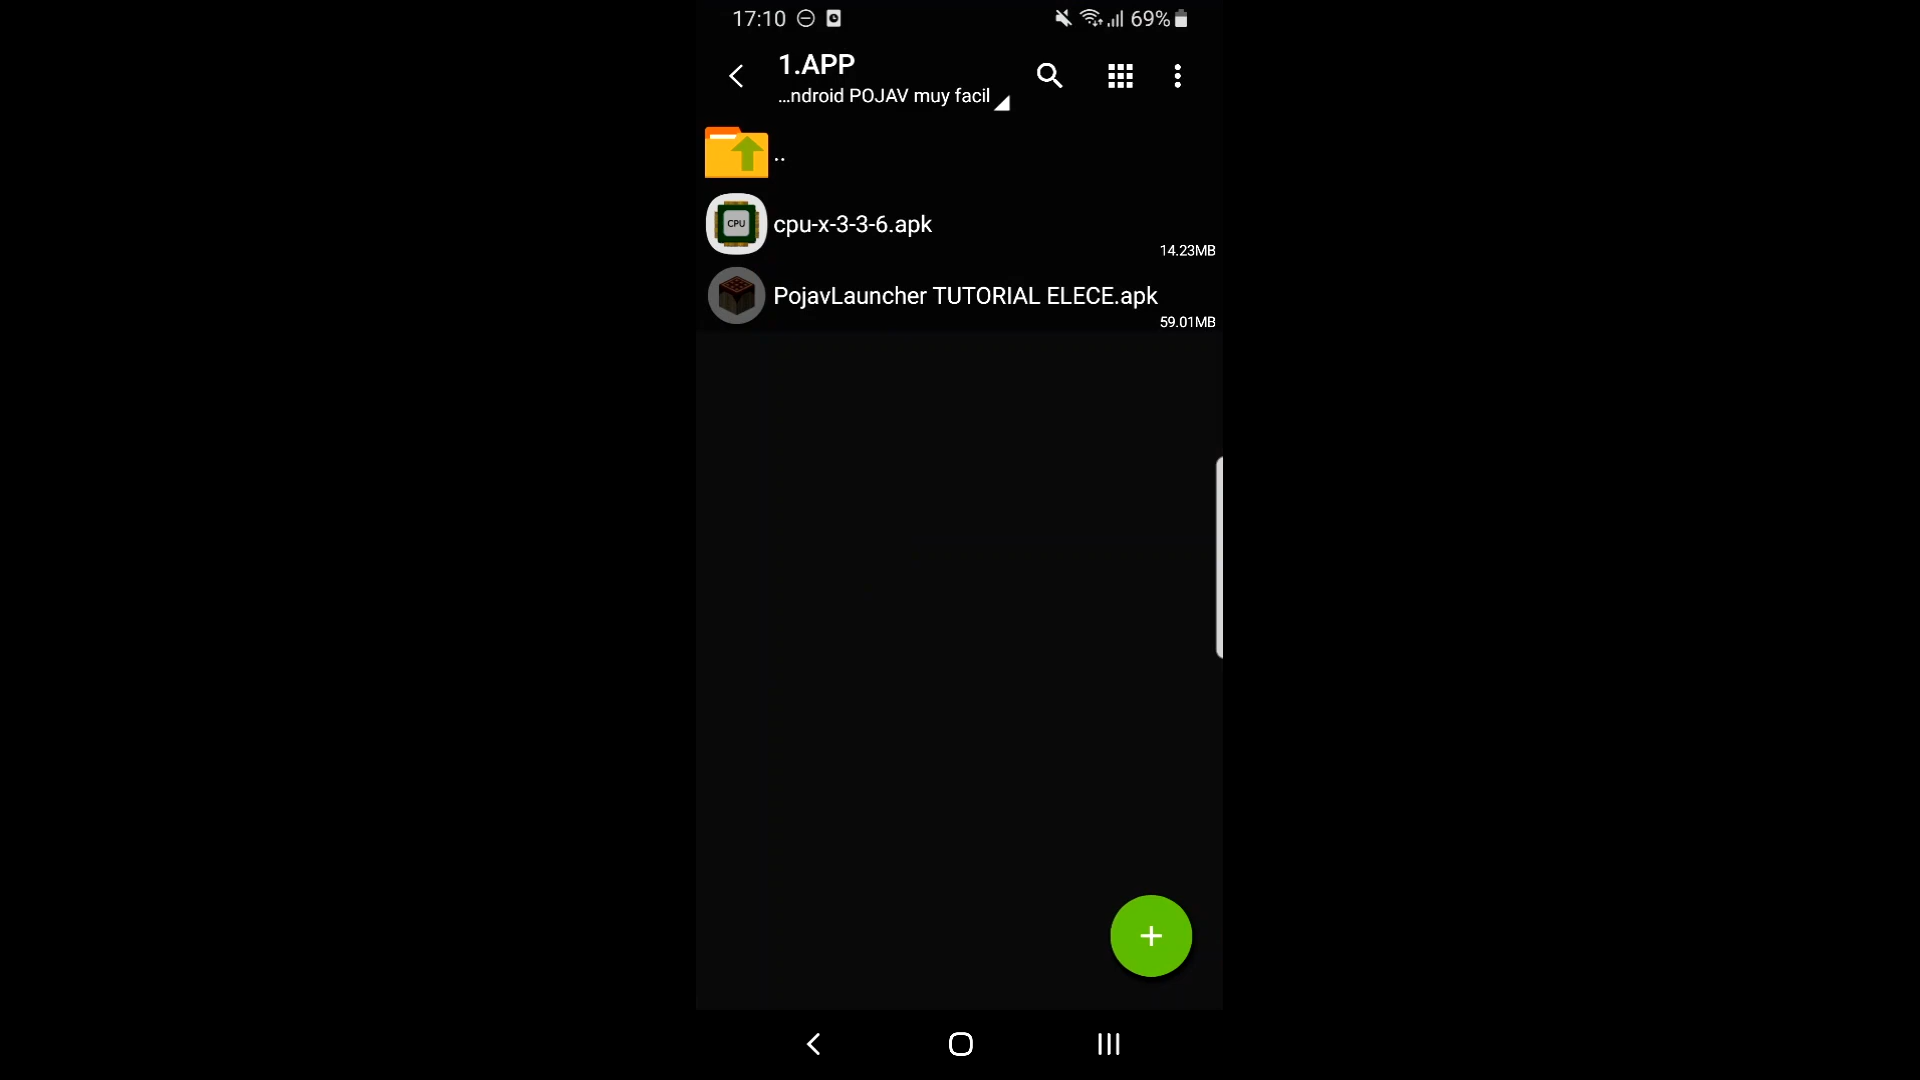 17:10
69%
1.APP
...ndroid POJAV muy facil
..
CPU
cpu-x-3-3-6.apk
14.23MB
PojavLauncher TUTORIAL ELECE.apk
59.01MB